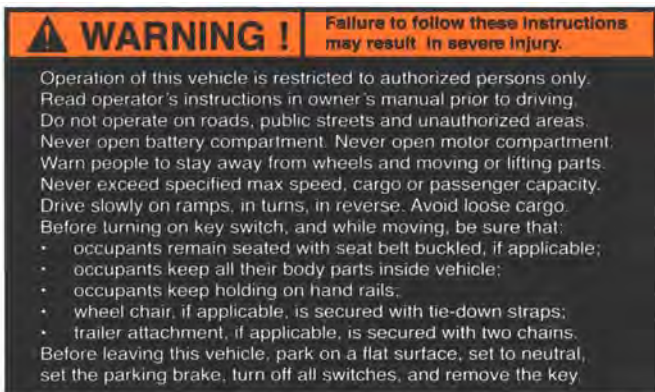 WARNING !
Failure to follow these instructions
may result in severe injury.
Operation of this vehicle is restricted to authorized persons only.
Read operator's instructions in owner's manual prior to driving.
Do not operate on roads, public streets and unauthorized areas.
Never open battery compartment. Never open motor compartment.
Warn people to stay away from wheels and moving or lifting parts.
Never exceed specified max speed, cargo or passenger capacity.
Drive slowly on ramps, in turns, in reverse. Avoid loose cargo.
Before turning on key switch, and while moving, be sure that:
• occupants remain seated with seat belt buckled, if applicable;
• occupants keep all their body parts inside vehicle;
• occupants keep holding on hand rails;
• wheel chair, if applicable, is secured with tie-down straps;
• trailer attachment, if applicable, is secured with two chains.
Before leaving this vehicle, park on a flat surface, set to neutral,
set the parking brake, turn off all switches, and remove the key.